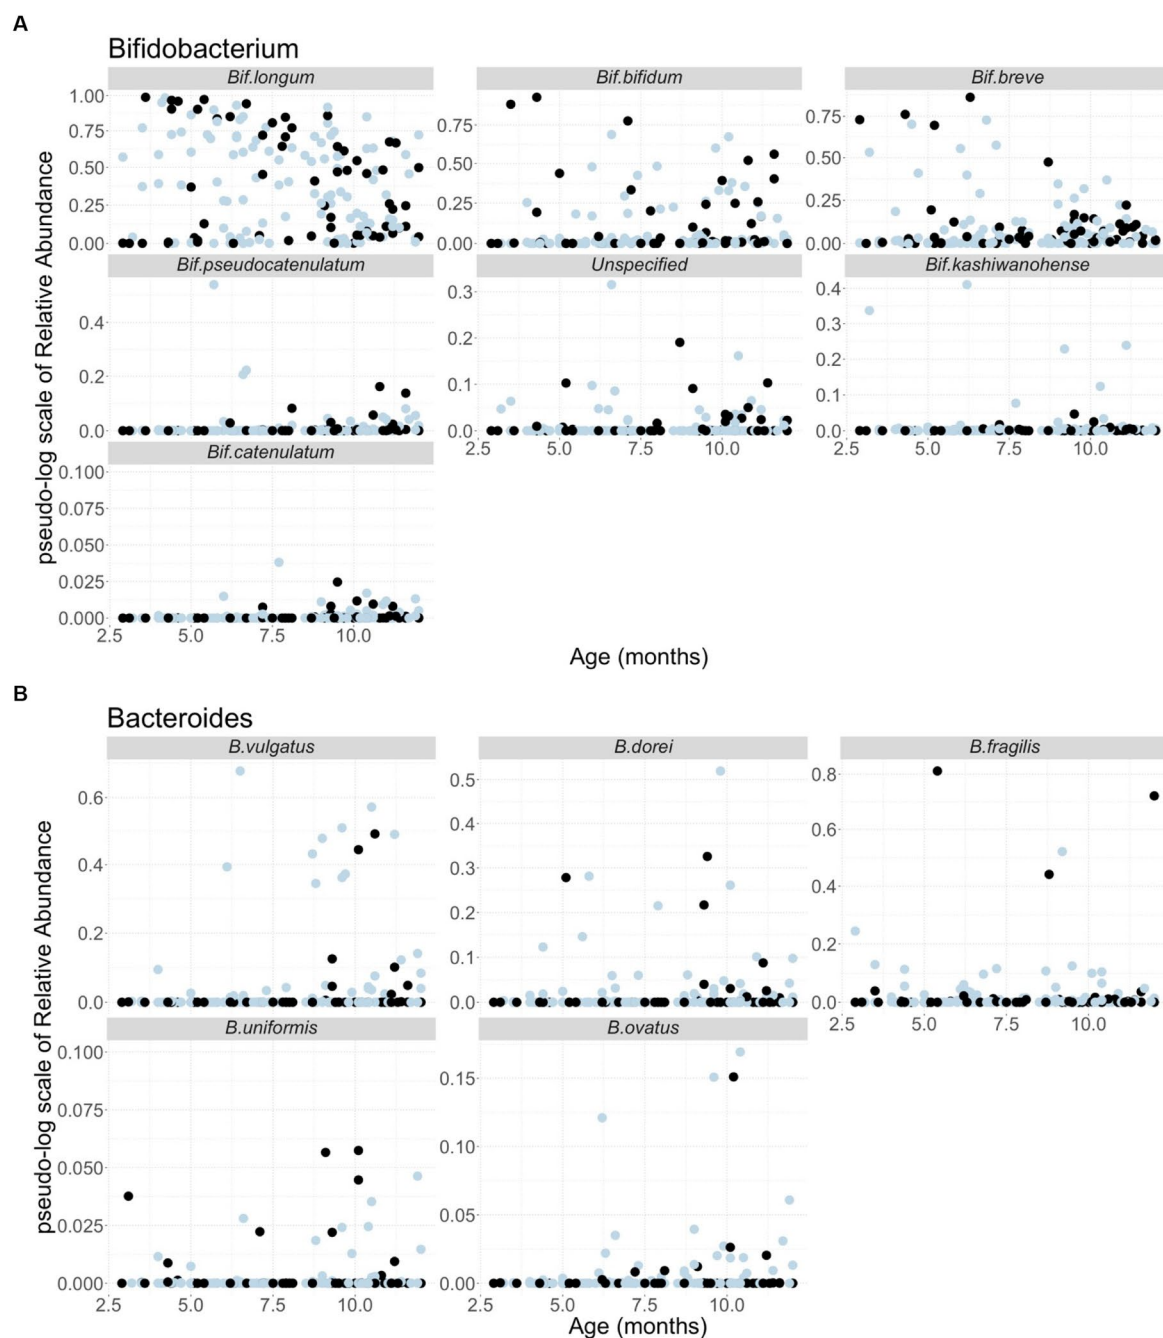 A
Bifidobacterium
Bif.longum Bif.bifidum Bif.breve
1.00
0.75
0.50
0.25
0.00
0.75
0.50
0.25
0.00
0.75
0.50
0.25
0.00
Bif.pseudocatenulatum Unspecified Bif.kashiwanohense
0.4
0.2
0.0
0.3
0.2
0.1
0.0
0.4
0.3
0.2
0.1
0.0
2.5 5.0 7.5 10.0
2.5 5.0 7.5 10.0
Bif.catenulatum
0.100
0.075
0.050
0.025
0.000
2.5 5.0 7.5 10.0
pseudo-log scale of Relative Abundance
Age (months)
B
Bacteroides
B.vulgatus B.dorei B.fragilis
0.6
0.4
0.2
0.0
0.5
0.4
0.3
0.2
0.1
0.0
0.8
0.6
0.4
0.2
0.0
2.5 5.0 7.5 10.0
B.uniformis B.ovatus
0.100
0.075
0.050
0.025
0.000
0.15
0.10
0.05
0.00
2.5 5.0 7.5 10.0
2.5 5.0 7.5 10.0
pseudo-log scale of Relative Abundance
Age (months)